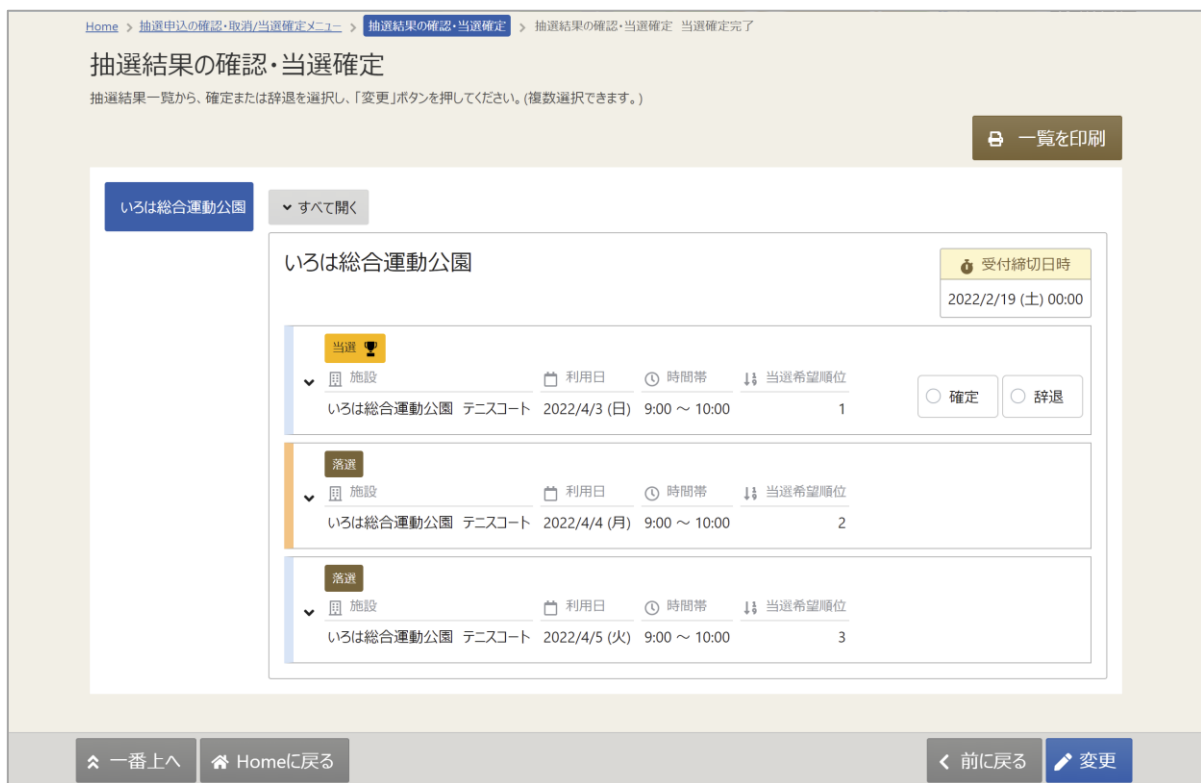 Home > 抽選申込の確認・取消/当選確定メニュー > 抽選結果の確認・当選確定 > 抽選結果の確認・当選確定 当選確定完了
抽選結果の確認・当選確定
抽選結果一覧から、確定または辞退を選択し、「変更」ボタンを押してください。(複数選択できます。)
一覧を印刷
いろは総合運動公園
すべて開く
いろは総合運動公園
受付締切日時
2022/2/19 (土) 00:00
当選
施設 利用日 時間帯 当選希望順位
いろは総合運動公園 テニスコート 2022/4/3 (日) 9:00 ～ 10:00 1
確定 辞退
落選
施設 利用日 時間帯 当選希望順位
いろは総合運動公園 テニスコート 2022/4/4 (月) 9:00 ～ 10:00 2
落選
施設 利用日 時間帯 当選希望順位
いろは総合運動公園 テニスコート 2022/4/5 (火) 9:00 ～ 10:00 3
一番上へ Homeに戻る 前に戻る 変更